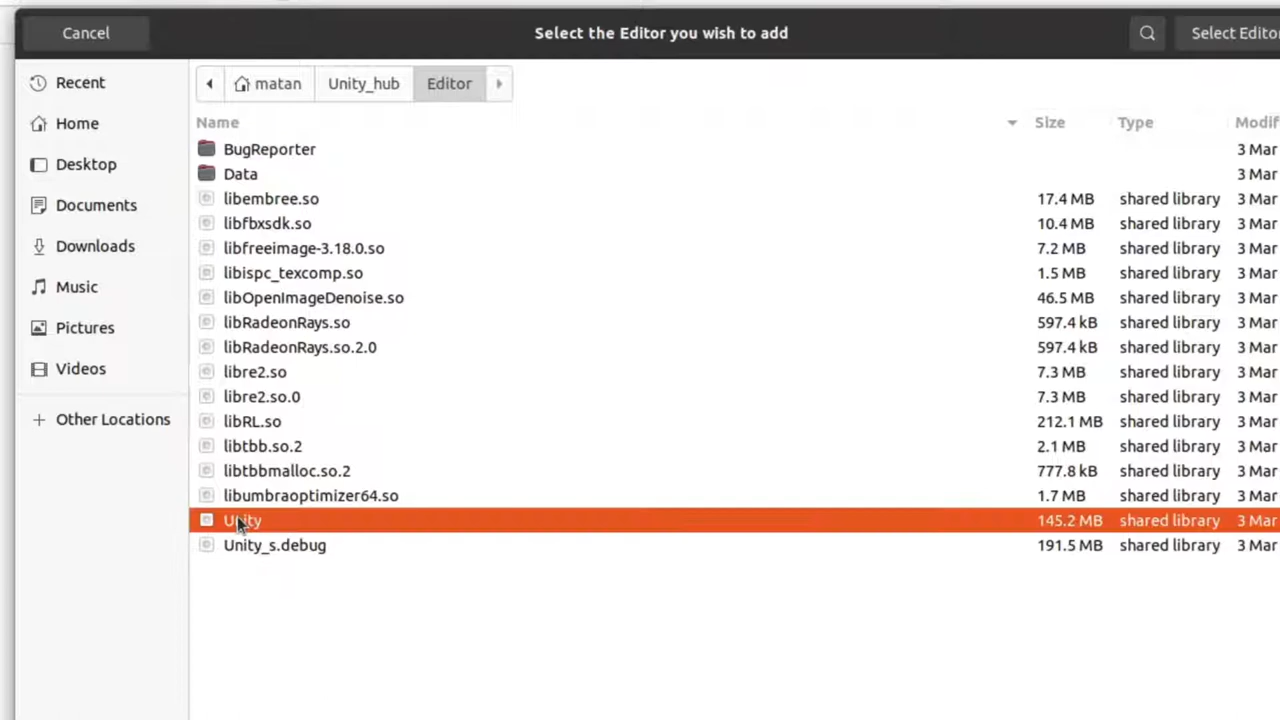 Cancel Select the Editor you wish to add Select Editor
Recent
Home
Desktop
Documents
Downloads
Music
Pictures
Videos
Other Locations
matan Unity_hub Editor
Name Size Type Modif
BugReporter 3 Mar
Data 3 Mar
libembree.so 17.4 MB shared library 3 Mar
libfbxsdk.so 10.4 MB shared library 3 Mar
libfreeimage-3.18.0.so 7.2 MB shared library 3 Mar
libispc_texcomp.so 1.5 MB shared library 3 Mar
libOpenImageDenoise.so 46.5 MB shared library 3 Mar
libRadeonRays.so 597.4 kB shared library 3 Mar
libRadeonRays.so.2.0 597.4 kB shared library 3 Mar
libre2.so 7.3 MB shared library 3 Mar
libre2.so.0 7.3 MB shared library 3 Mar
libRL.so 212.1 MB shared library 3 Mar
libtbb.so.2 2.1 MB shared library 3 Mar
libtbbmalloc.so.2 777.8 kB shared library 3 Mar
libumbraoptimizer64.so 1.7 MB shared library 3 Mar
Unity 145.2 MB shared library 3 Mar
Unity_s.debug 191.5 MB shared library 3 Mar